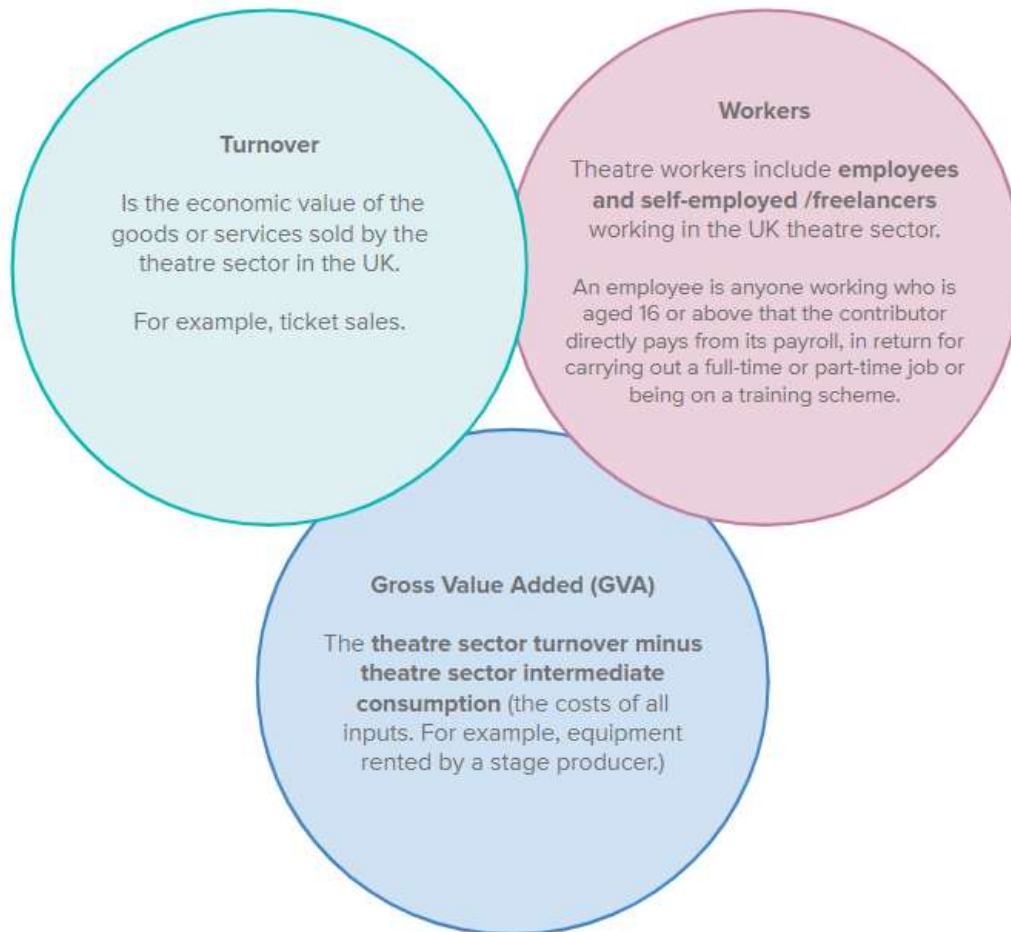 Turnover
Is the economic value of the
goods or services sold by the
theatre sector in the UK.
For example, ticket sales.
Workers
Theatre workers include employees
and self-employed /freelancers
working in the UK theatre sector.
An employee is anyone working who is
aged 16 or above that the contributor
directly pays from its payroll, in return for
carrying out a full-time or part-time job or
being on a training scheme.
Gross Value Added (GVA)
The theatre sector turnover minus
theatre sector intermediate
consumption (the costs of all
inputs. For example, equipment
rented by a stage producer.)